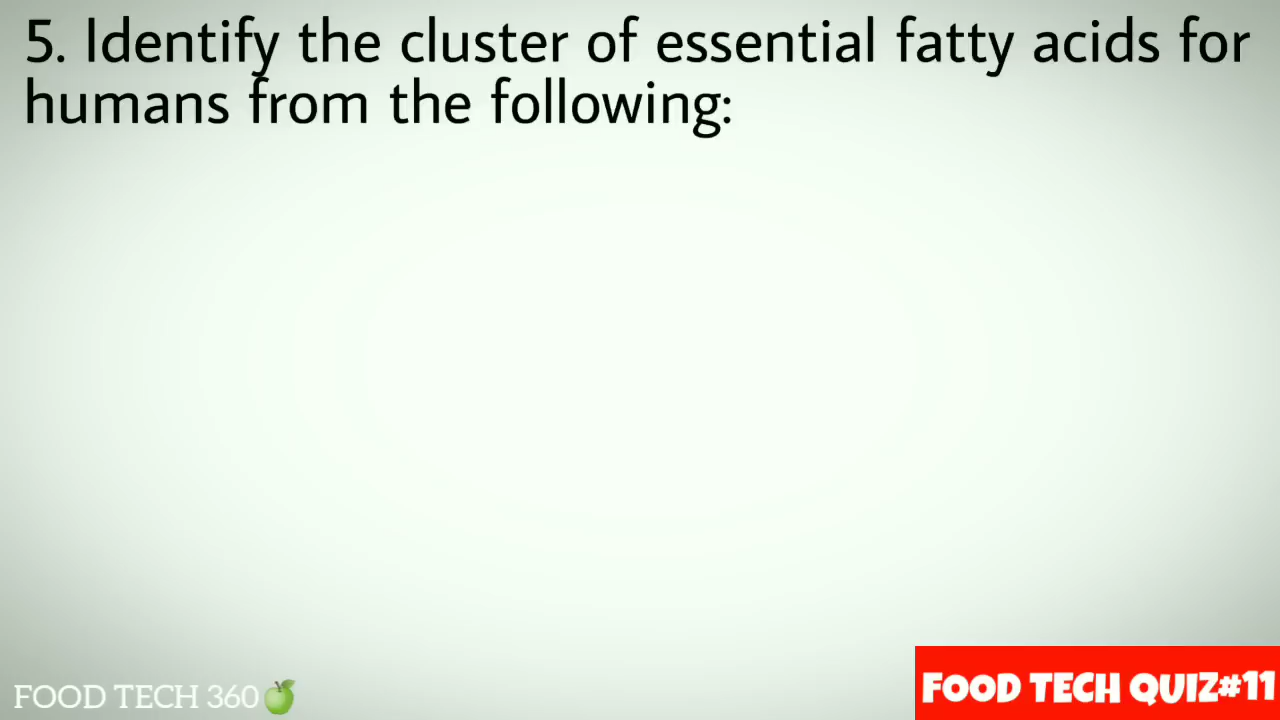 5. Identify the cluster of essential fatty acids for
humans from the following:
FOOD TECH 360
FOOD TECH QUIZ#11